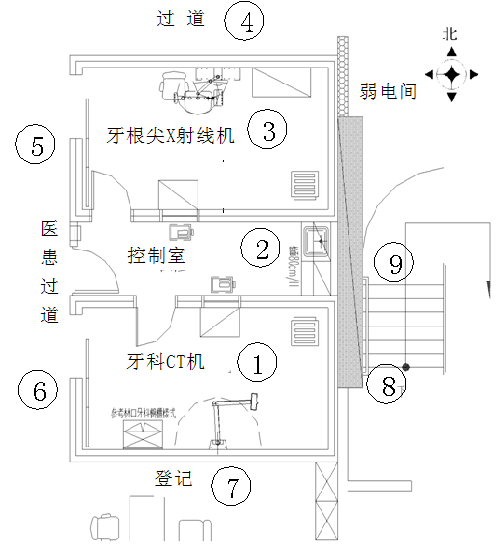 过 道 ④
北
弱电间
牙根尖X射线机 ③
⑤
医患过道
控制室 ②
⑨
牙科CT机 ①
⑥
⑧
登记 ⑦